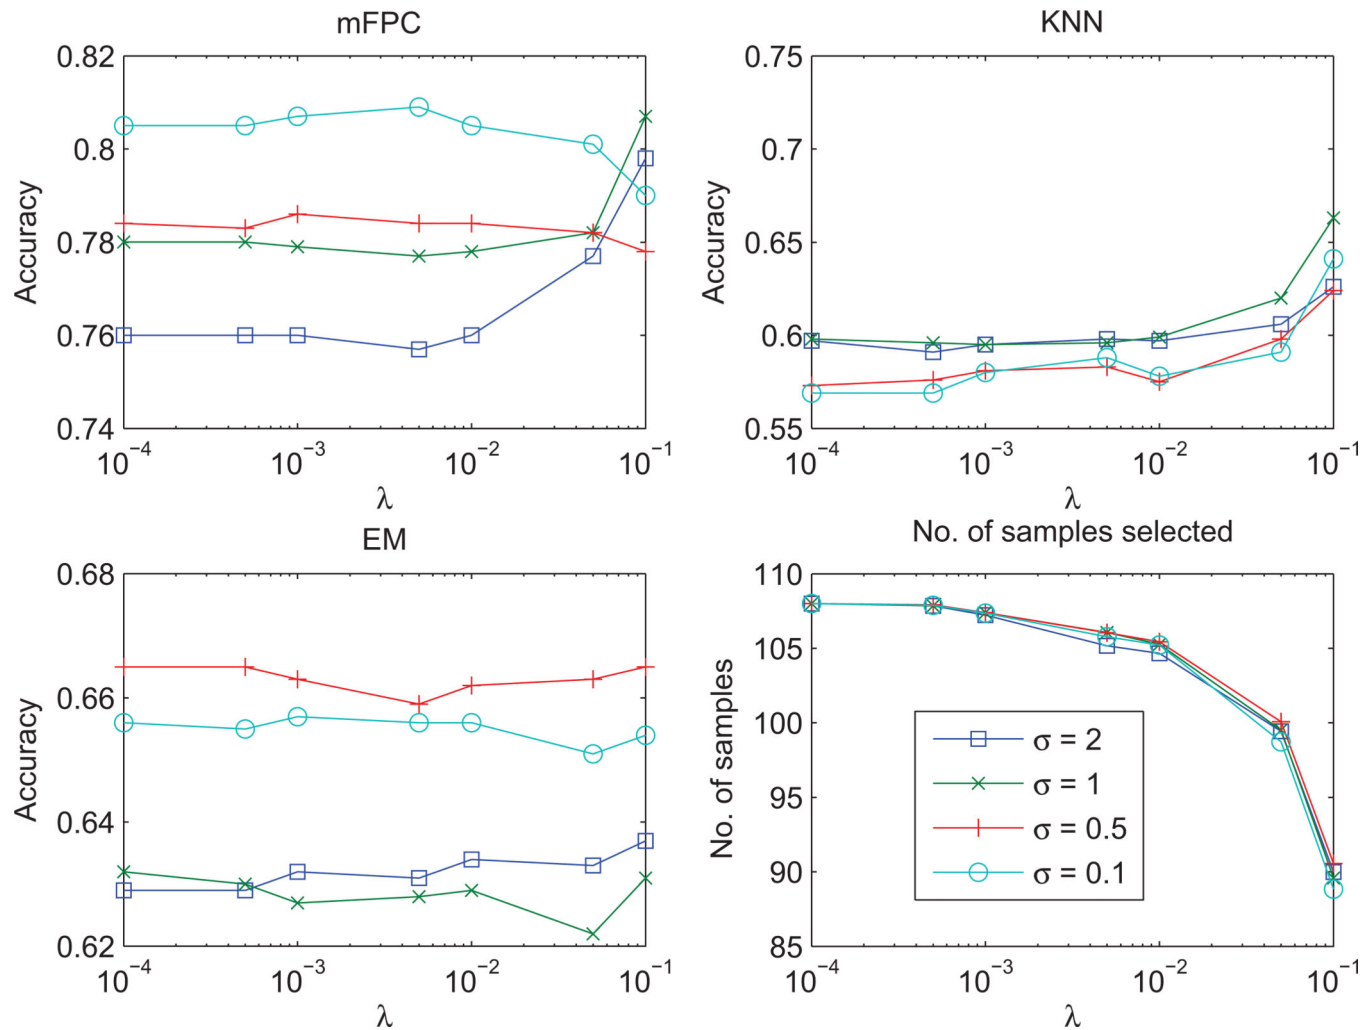 mFPC
0.82
0.8
0.78
0.76
0.74
Accuracy
10⁻⁴ 10⁻³ 10⁻² 10⁻¹
λ
KNN
0.75
0.7
0.65
0.6
0.55
Accuracy
10⁻⁴ 10⁻³ 10⁻² 10⁻¹
λ
EM
0.68
0.66
0.64
0.62
Accuracy
10⁻⁴ 10⁻³ 10⁻² 10⁻¹
λ
No. of samples selected
110
105
100
95
90
85
No. of samples
σ = 2
σ = 1
σ = 0.5
σ = 0.1
10⁻⁴ 10⁻³ 10⁻² 10⁻¹
λ